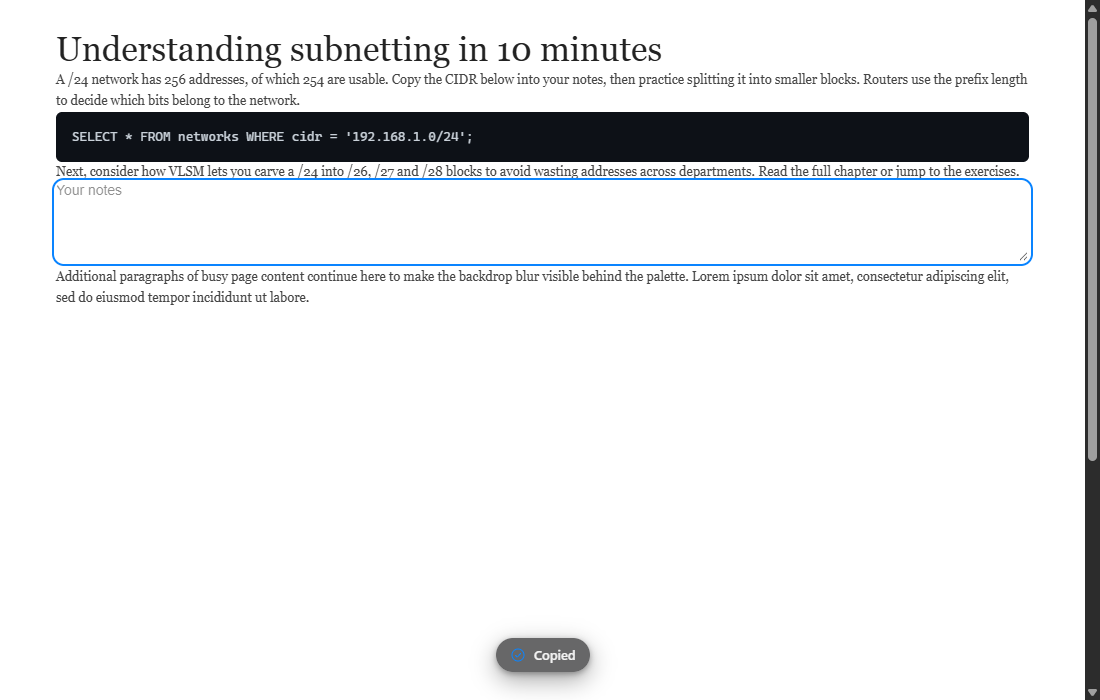 Understanding subnetting in 10 minutes
A /24 network has 256 addresses, of which 254 are usable. Copy the CIDR below into your notes, then practice splitting it into smaller blocks. Routers use the prefix length
to decide which bits belong to the network.
SELECT * FROM networks WHERE cidr = '192.168.1.0/24';
Next, consider how VLSM lets you carve a /24 into /26, /27 and /28 blocks to avoid wasting addresses across departments. Read the full chapter or jump to the exercises.
Your notes
Additional paragraphs of busy page content continue here to make the backdrop blur visible behind the palette. Lorem ipsum dolor sit amet, consectetur adipiscing elit,
sed do eiusmod tempor incididunt ut labore.
Copied